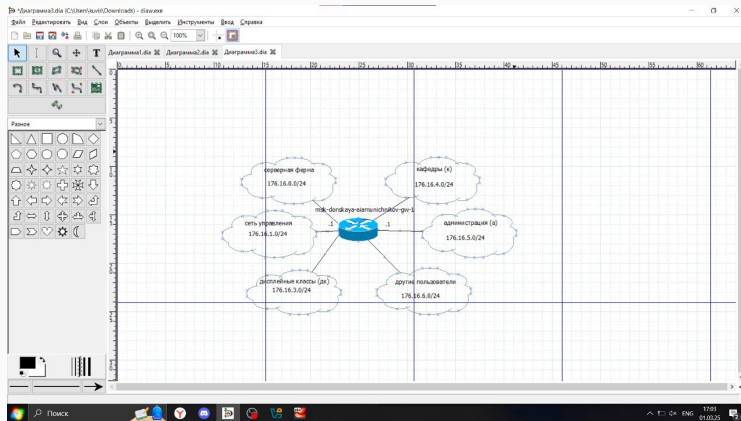 *Диаграмма3.dia (C:\Users\kuvis\Downloads) - diaw.exe
Файл Редактировать Вид Слои Объекты Выделить Инструменты Ввод Справка
100%
T
Диаграмма1.dia Диаграмма2.dia Диаграмма3.dia
Разное
серверная ферма
176.16.0.0/24
кафедры (к)
176.16.4.0/24
msk-donskaya-aiamunichnikov-gw-1
сеть управления
176.16.1.0/24
.1
.1
администрация (а)
176.16.5.0/24
дисплейные классы (дк)
176.16.3.0/24
другие пользователи
176.16.6.0/24
Поиск
ENG
17:03
01.03.25